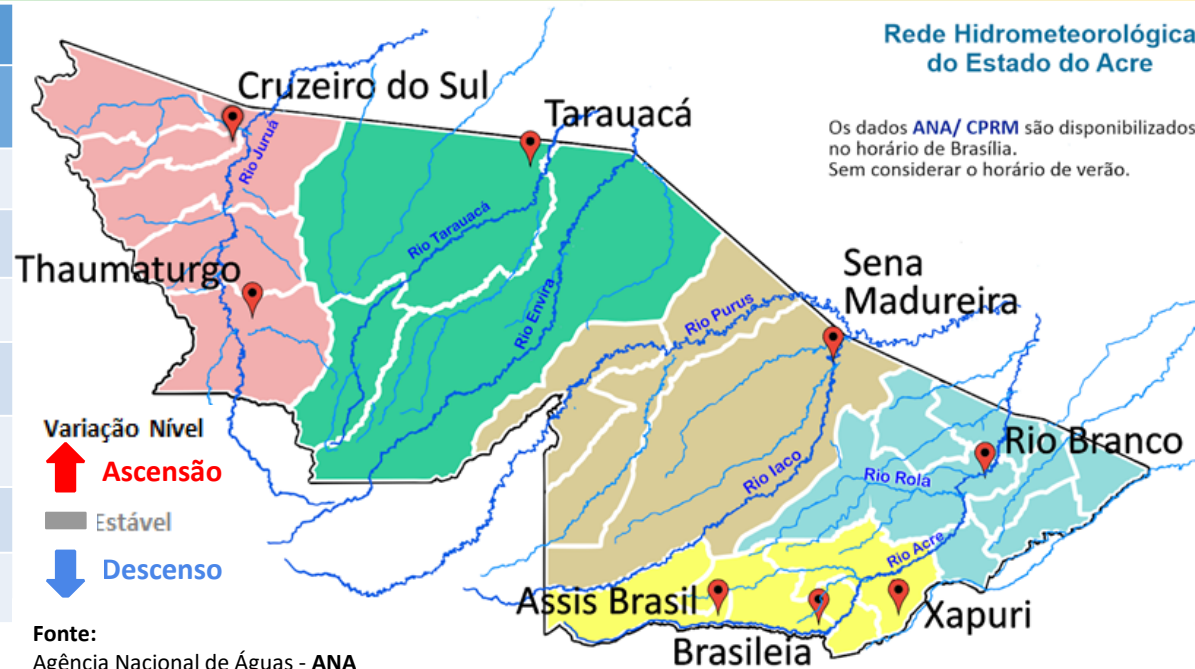 Rede Hidrometeorológica
do Estado do Acre
Os dados ANA/ CPRM são disponibilizados
no horário de Brasília.
Sem considerar o horário de verão.
Cruzeiro do Sul
Tarauacá
Rio Juruá
Rio Tarauacá
Thaumaturgo
Rio Envira
Sena
Madureira
Rio Purus
Variação Nível
Ascensão
Estável
Descenso
Rio Branco
Rio Iaco
Rio Rola
Rio Acre
Assis Brasil
Xapuri
Brasileia
Fonte:
Agência Nacional de Águas - ANA